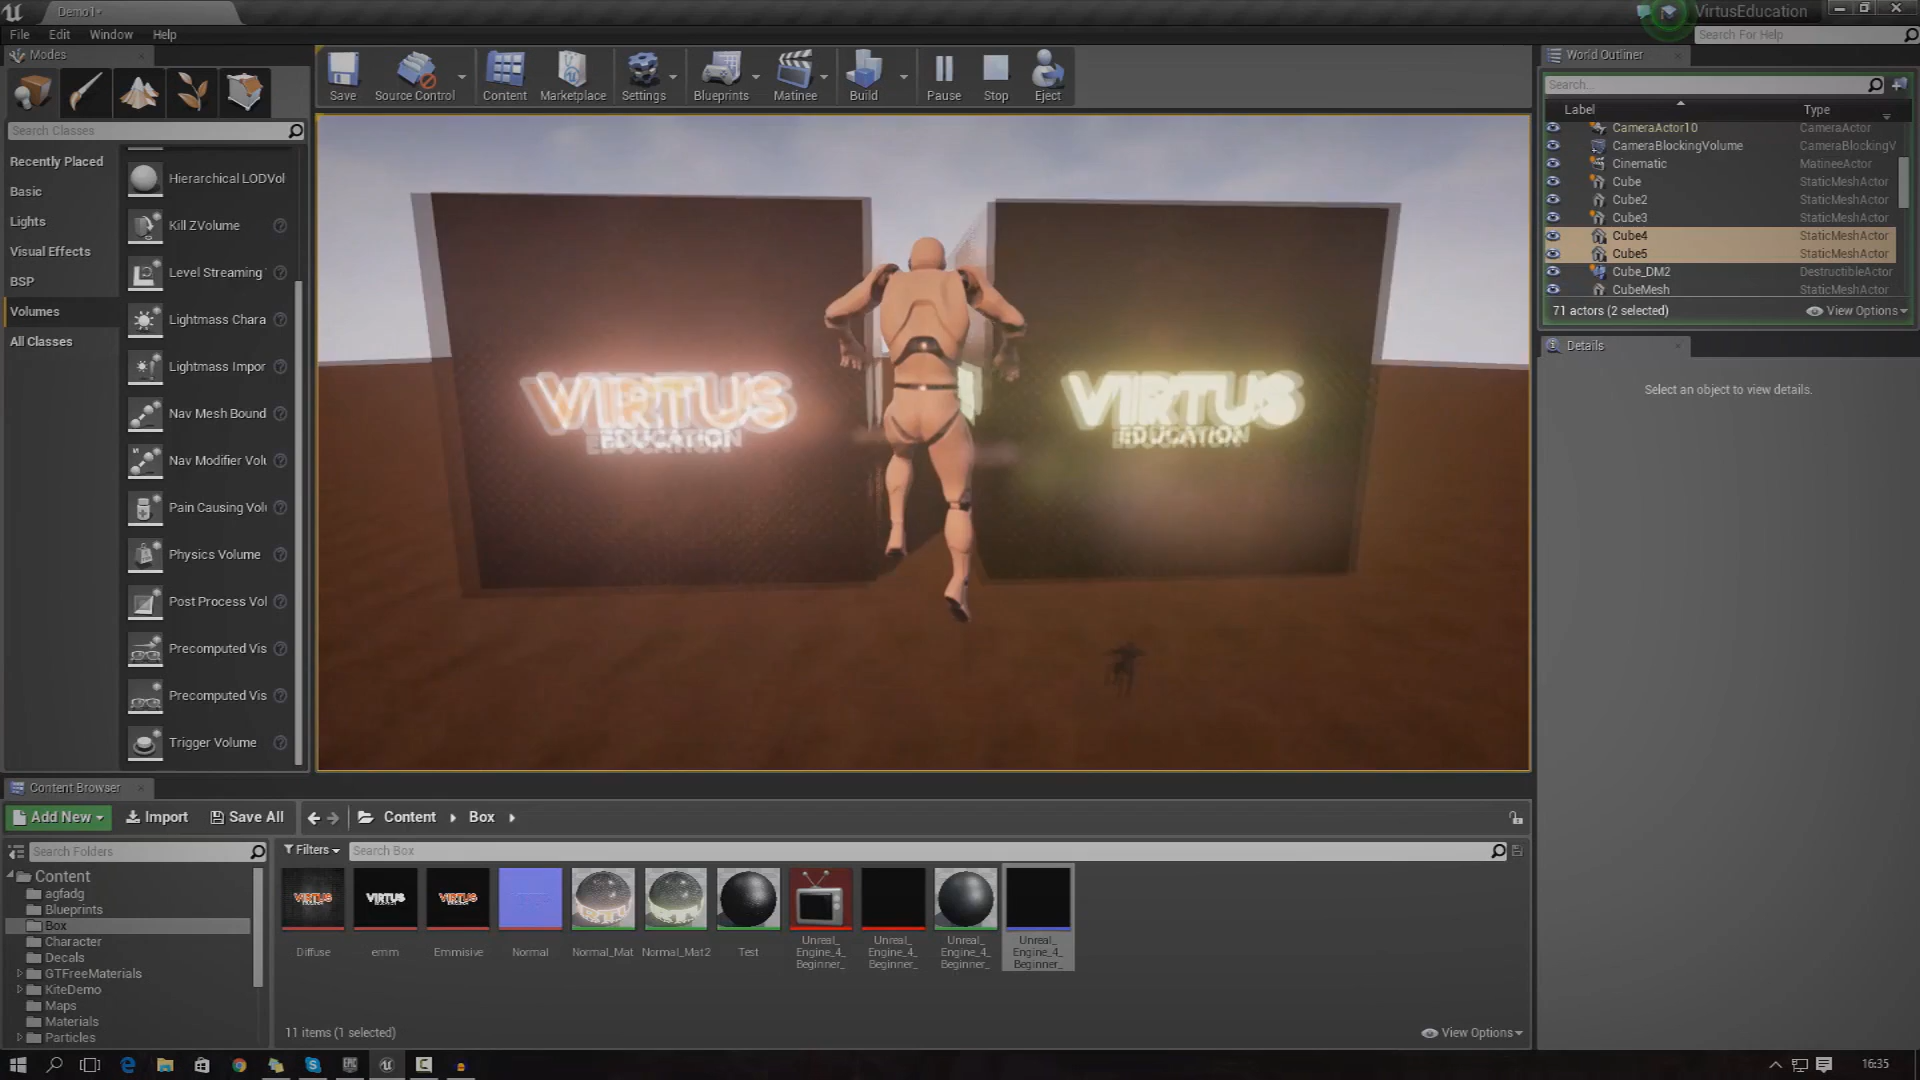 Demo1*
VirtusEducation
File Edit Window Help
Search For Help
Modes
Save Source Control Content Marketplace Settings Blueprints Matinee Build Pause Stop Eject
World Outliner
Search...
Label Type
Search Classes
Recently Placed
Basic
Lights
Visual Effects
BSP
Volumes
All Classes
Hierarchical LODVol
Kill ZVolume
Level Streaming
Lightmass Chara
Lightmass Impor
Nav Mesh Bound
Nav Modifier Volu
Pain Causing Volu
Physics Volume
Post Process Vol
Precomputed Vis
Precomputed Vis
Trigger Volume
VIRTUS
EDUCATION
VIRTUS
EDUCATION
CameraActor10 CameraActor
CameraBlockingVolume CameraBlockingV
Cinematic MatineeActor
Cube StaticMeshActor
Cube2 StaticMeshActor
Cube3 StaticMeshActor
Cube4 StaticMeshActor
Cube5 StaticMeshActor
Cube_DM2 DestructibleActor
CubeMesh StaticMeshActor
71 actors (2 selected) View Options
Details
Select an object to view details.
Content Browser
Add New Import Save All Content Box
Search Folders
Filters Search Box
Content
agfadg
Blueprints
Box
Character
Decals
GTFreeMaterials
KiteDemo
Maps
Materials
Particles
VIRTUS VIRTUS VIRTUS
Diffuse emm Emmisive Normal Normal_Mat Normal_Mat2 Test
Unreal_ Engine_4_ Beginner_
Unreal_ Engine_4_ Beginner_
Unreal_ Engine_4_ Beginner_
Unreal_ Engine_4_ Beginner_
11 items (1 selected) View Options
16:35